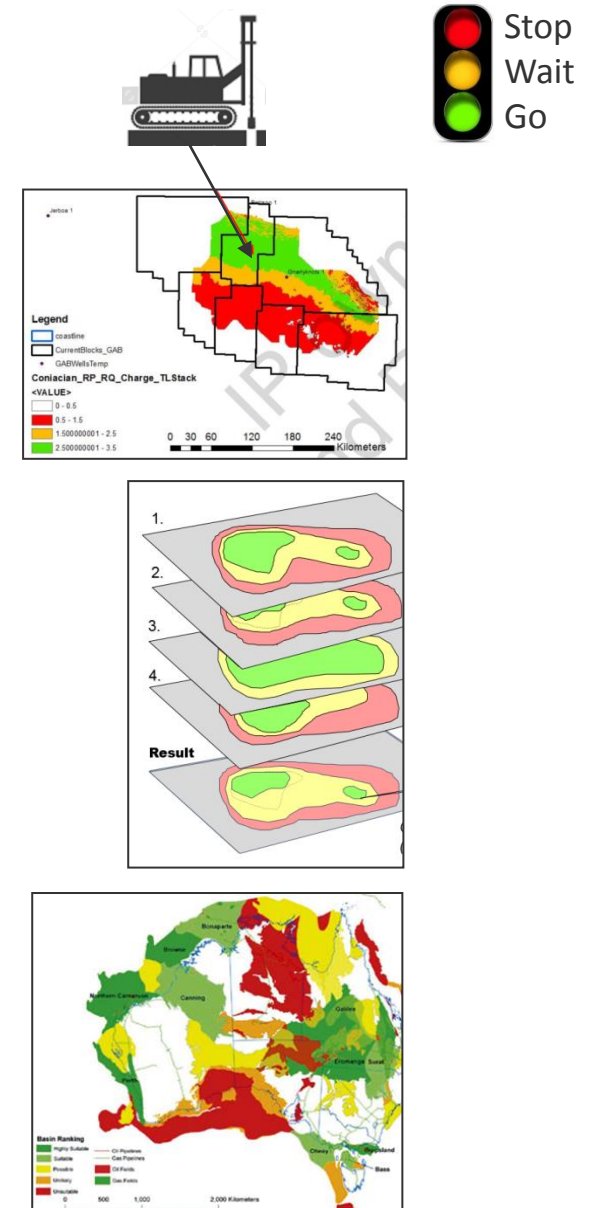 Stop
Wait
Go
Jerboa 1
Gnarlyknots 1
Legend
coastline
CurrentBlocks_GAB
GABWellsTemp
Coniacian_RP_RQ_Charge_TLStack
<VALUE>
0 - 0.5
0.5 - 1.5
1.500000001 - 2.5
2.500000001 - 3.5
0 30 60 120 180 240
Kilometers
1.
2.
3.
4.
Result
Bonaparte
Browse
Northern Carnarvon
Canning
Galilee
Eromanga
Surat
Perth
Otway
Gippsland
Bass
Basin Ranking
Highly Suitable
Suitable
Possible
Unlikely
Unsuitable
Oil Pipelines
Gas Pipelines
Oil Fields
Gas Fields
0 500 1,000 2,000 Kilometers